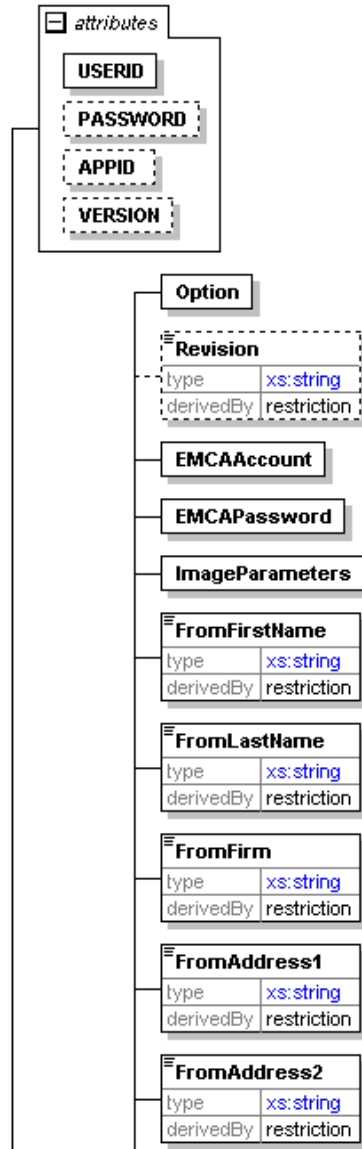 attributes
USERID
PASSWORD
APPID
VERSION
Option
Revision
type xs:string
derivedBy restriction
EMCAAccount
EMCAPassword
ImageParameters
FromFirstName
type xs:string
derivedBy restriction
FromLastName
type xs:string
derivedBy restriction
FromFirm
type xs:string
derivedBy restriction
FromAddress1
type xs:string
derivedBy restriction
FromAddress2
type xs:string
derivedBy restriction